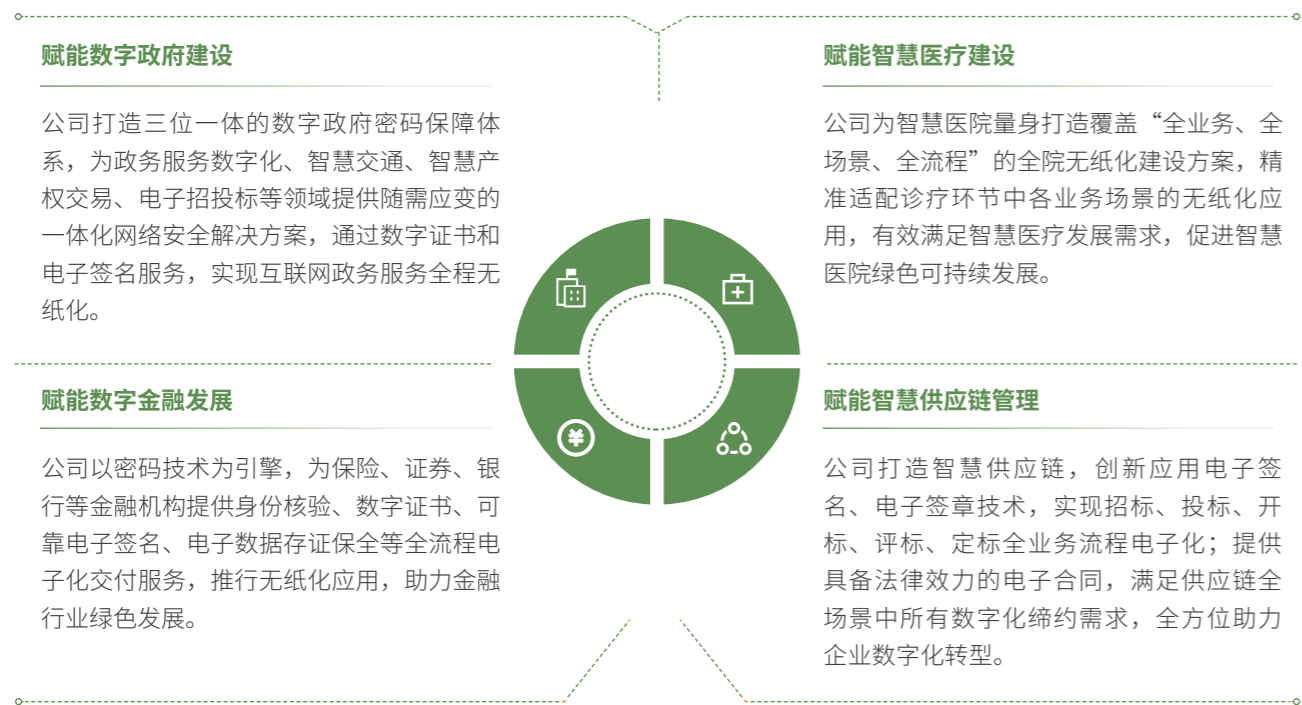 赋能数字政府建设
公司打造三位一体的数字政府密码保障体
系，为政务服务数字化、智慧交通、智慧产
权交易、电子招投标等领域提供随需应变的
一体化网络安全解决方案，通过数字证书和
电子签名服务，实现互联网政务服务全程无
纸化。
赋能智慧医疗建设
公司为智慧医院量身打造覆盖“全业务、全
场景、全流程”的全院无纸化建设方案，精
准适配诊疗环节中各业务场景的无纸化应
用，有效满足智慧医疗发展需求，促进智慧
医院绿色可持续发展。
赋能数字金融发展
公司以密码技术为引擎，为保险、证券、银
行等金融机构提供身份核验、数字证书、可
靠电子签名、电子数据存证保全等全流程电
子化交付服务，推行无纸化应用，助力金融
行业绿色发展。
赋能智慧供应链管理
公司打造智慧供应链，创新应用电子签
名、电子签章技术，实现招标、投标、开
标、评标、定标全业务流程电子化；提供
具备法律效力的电子合同，满足供应链全
场景中所有数字化缔约需求，全方位助力
企业数字化转型。